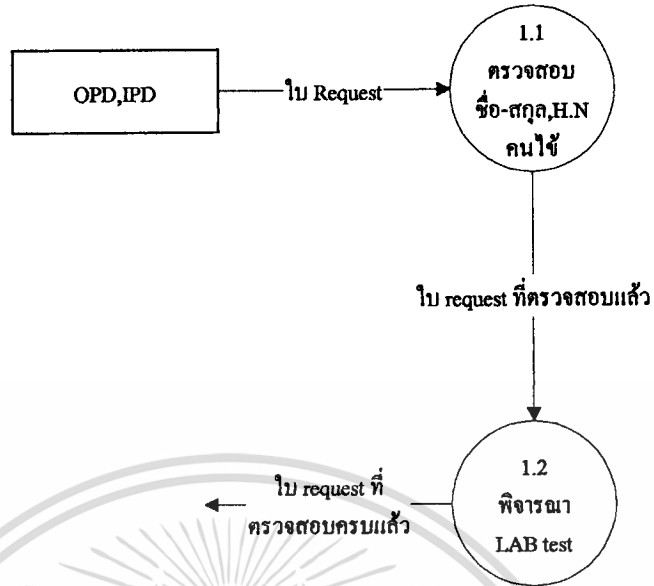 OPD,IPD
ใบ Request
1.1
ตรวจสอบ
ชื่อ-สกุล,H.N
คนไข้
ใบ request ที่ตรวจสอบแล้ว
1.2
พิจารณา
LAB test
ใบ request ที่
ตรวจสอบครบแล้ว